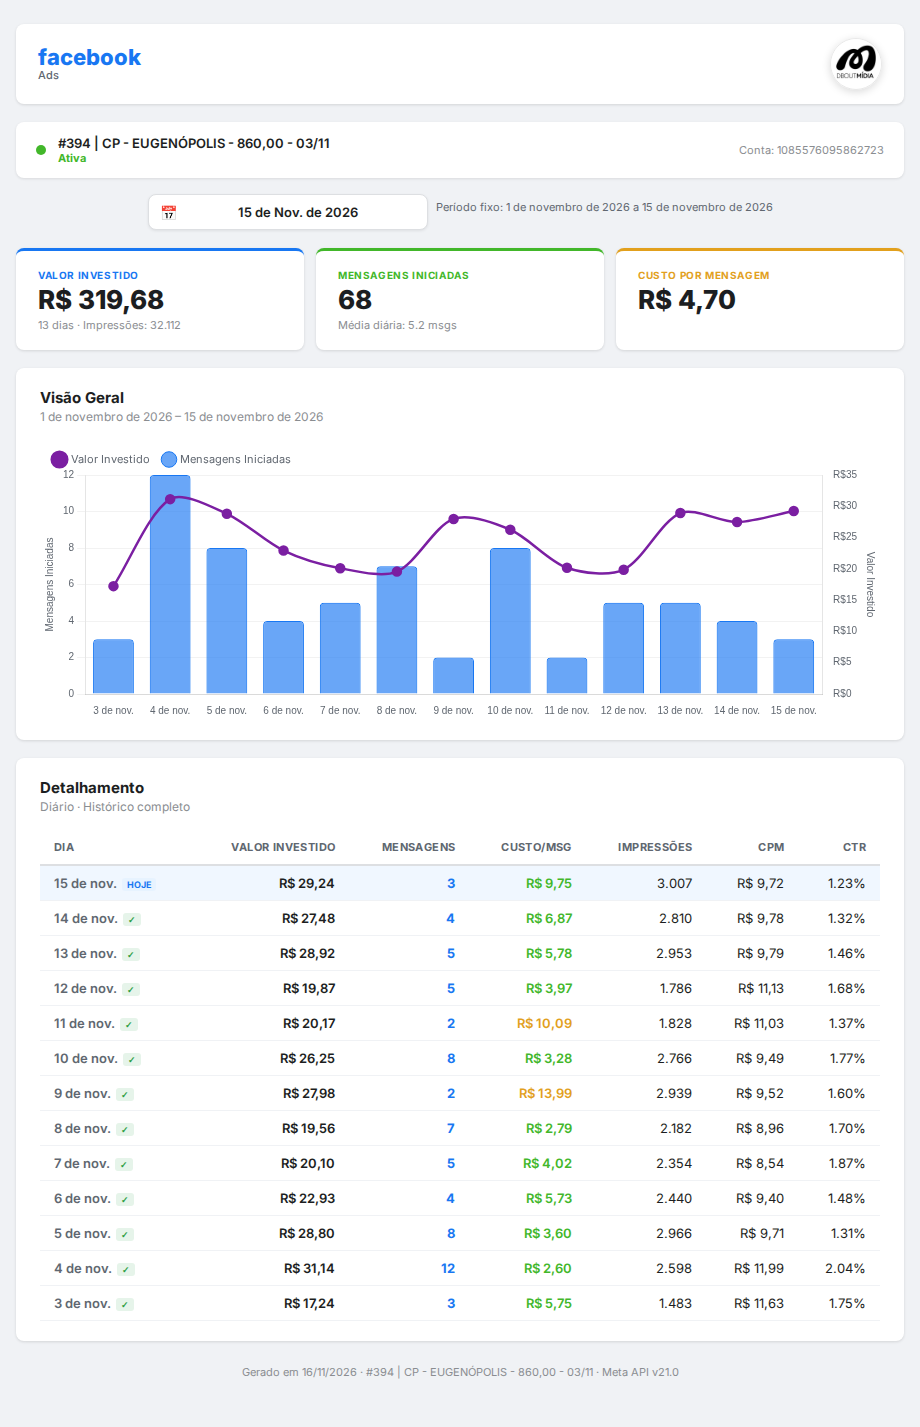 facebook
Ads
DBOUTMÍDIA
#394 | CP - EUGENÓPOLIS - 860,00 - 03/11
Ativa
Conta: 1085576095862723
15 de Nov. de 2026
Período fixo: 1 de novembro de 2026 a 15 de novembro de 2026
VALOR INVESTIDO
R$ 319,68
13 dias · Impressões: 32.112
MENSAGENS INICIADAS
68
Média diária: 5.2 msgs
CUSTO POR MENSAGEM
R$ 4,70
Visão Geral
1 de novembro de 2026 – 15 de novembro de 2026
Valor Investido Mensagens Iniciadas
12
10
8
6
4
2
0
Mensagens Iniciadas
R$35
R$30
R$25
R$20
R$15
R$10
R$5
R$0
Valor Investido
3 de nov. 4 de nov. 5 de nov. 6 de nov. 7 de nov. 8 de nov. 9 de nov. 10 de nov. 11 de nov. 12 de nov. 13 de nov. 14 de nov. 15 de nov.
Detalhamento
Diário · Histórico completo
DIA VALOR INVESTIDO MENSAGENS CUSTO/MSG IMPRESSÕES CPM CTR
15 de nov. HOJE R$ 29,24 3 R$ 9,75 3.007 R$ 9,72 1.23%
14 de nov. ✓ R$ 27,48 4 R$ 6,87 2.810 R$ 9,78 1.32%
13 de nov. ✓ R$ 28,92 5 R$ 5,78 2.953 R$ 9,79 1.46%
12 de nov. ✓ R$ 19,87 5 R$ 3,97 1.786 R$ 11,13 1.68%
11 de nov. ✓ R$ 20,17 2 R$ 10,09 1.828 R$ 11,03 1.37%
10 de nov. ✓ R$ 26,25 8 R$ 3,28 2.766 R$ 9,49 1.77%
9 de nov. ✓ R$ 27,98 2 R$ 13,99 2.939 R$ 9,52 1.60%
8 de nov. ✓ R$ 19,56 7 R$ 2,79 2.182 R$ 8,96 1.70%
7 de nov. ✓ R$ 20,10 5 R$ 4,02 2.354 R$ 8,54 1.87%
6 de nov. ✓ R$ 22,93 4 R$ 5,73 2.440 R$ 9,40 1.48%
5 de nov. ✓ R$ 28,80 8 R$ 3,60 2.966 R$ 9,71 1.31%
4 de nov. ✓ R$ 31,14 12 R$ 2,60 2.598 R$ 11,99 2.04%
3 de nov. ✓ R$ 17,24 3 R$ 5,75 1.483 R$ 11,63 1.75%
Gerado em 16/11/2026 · #394 | CP - EUGENÓPOLIS - 860,00 - 03/11 · Meta API v21.0